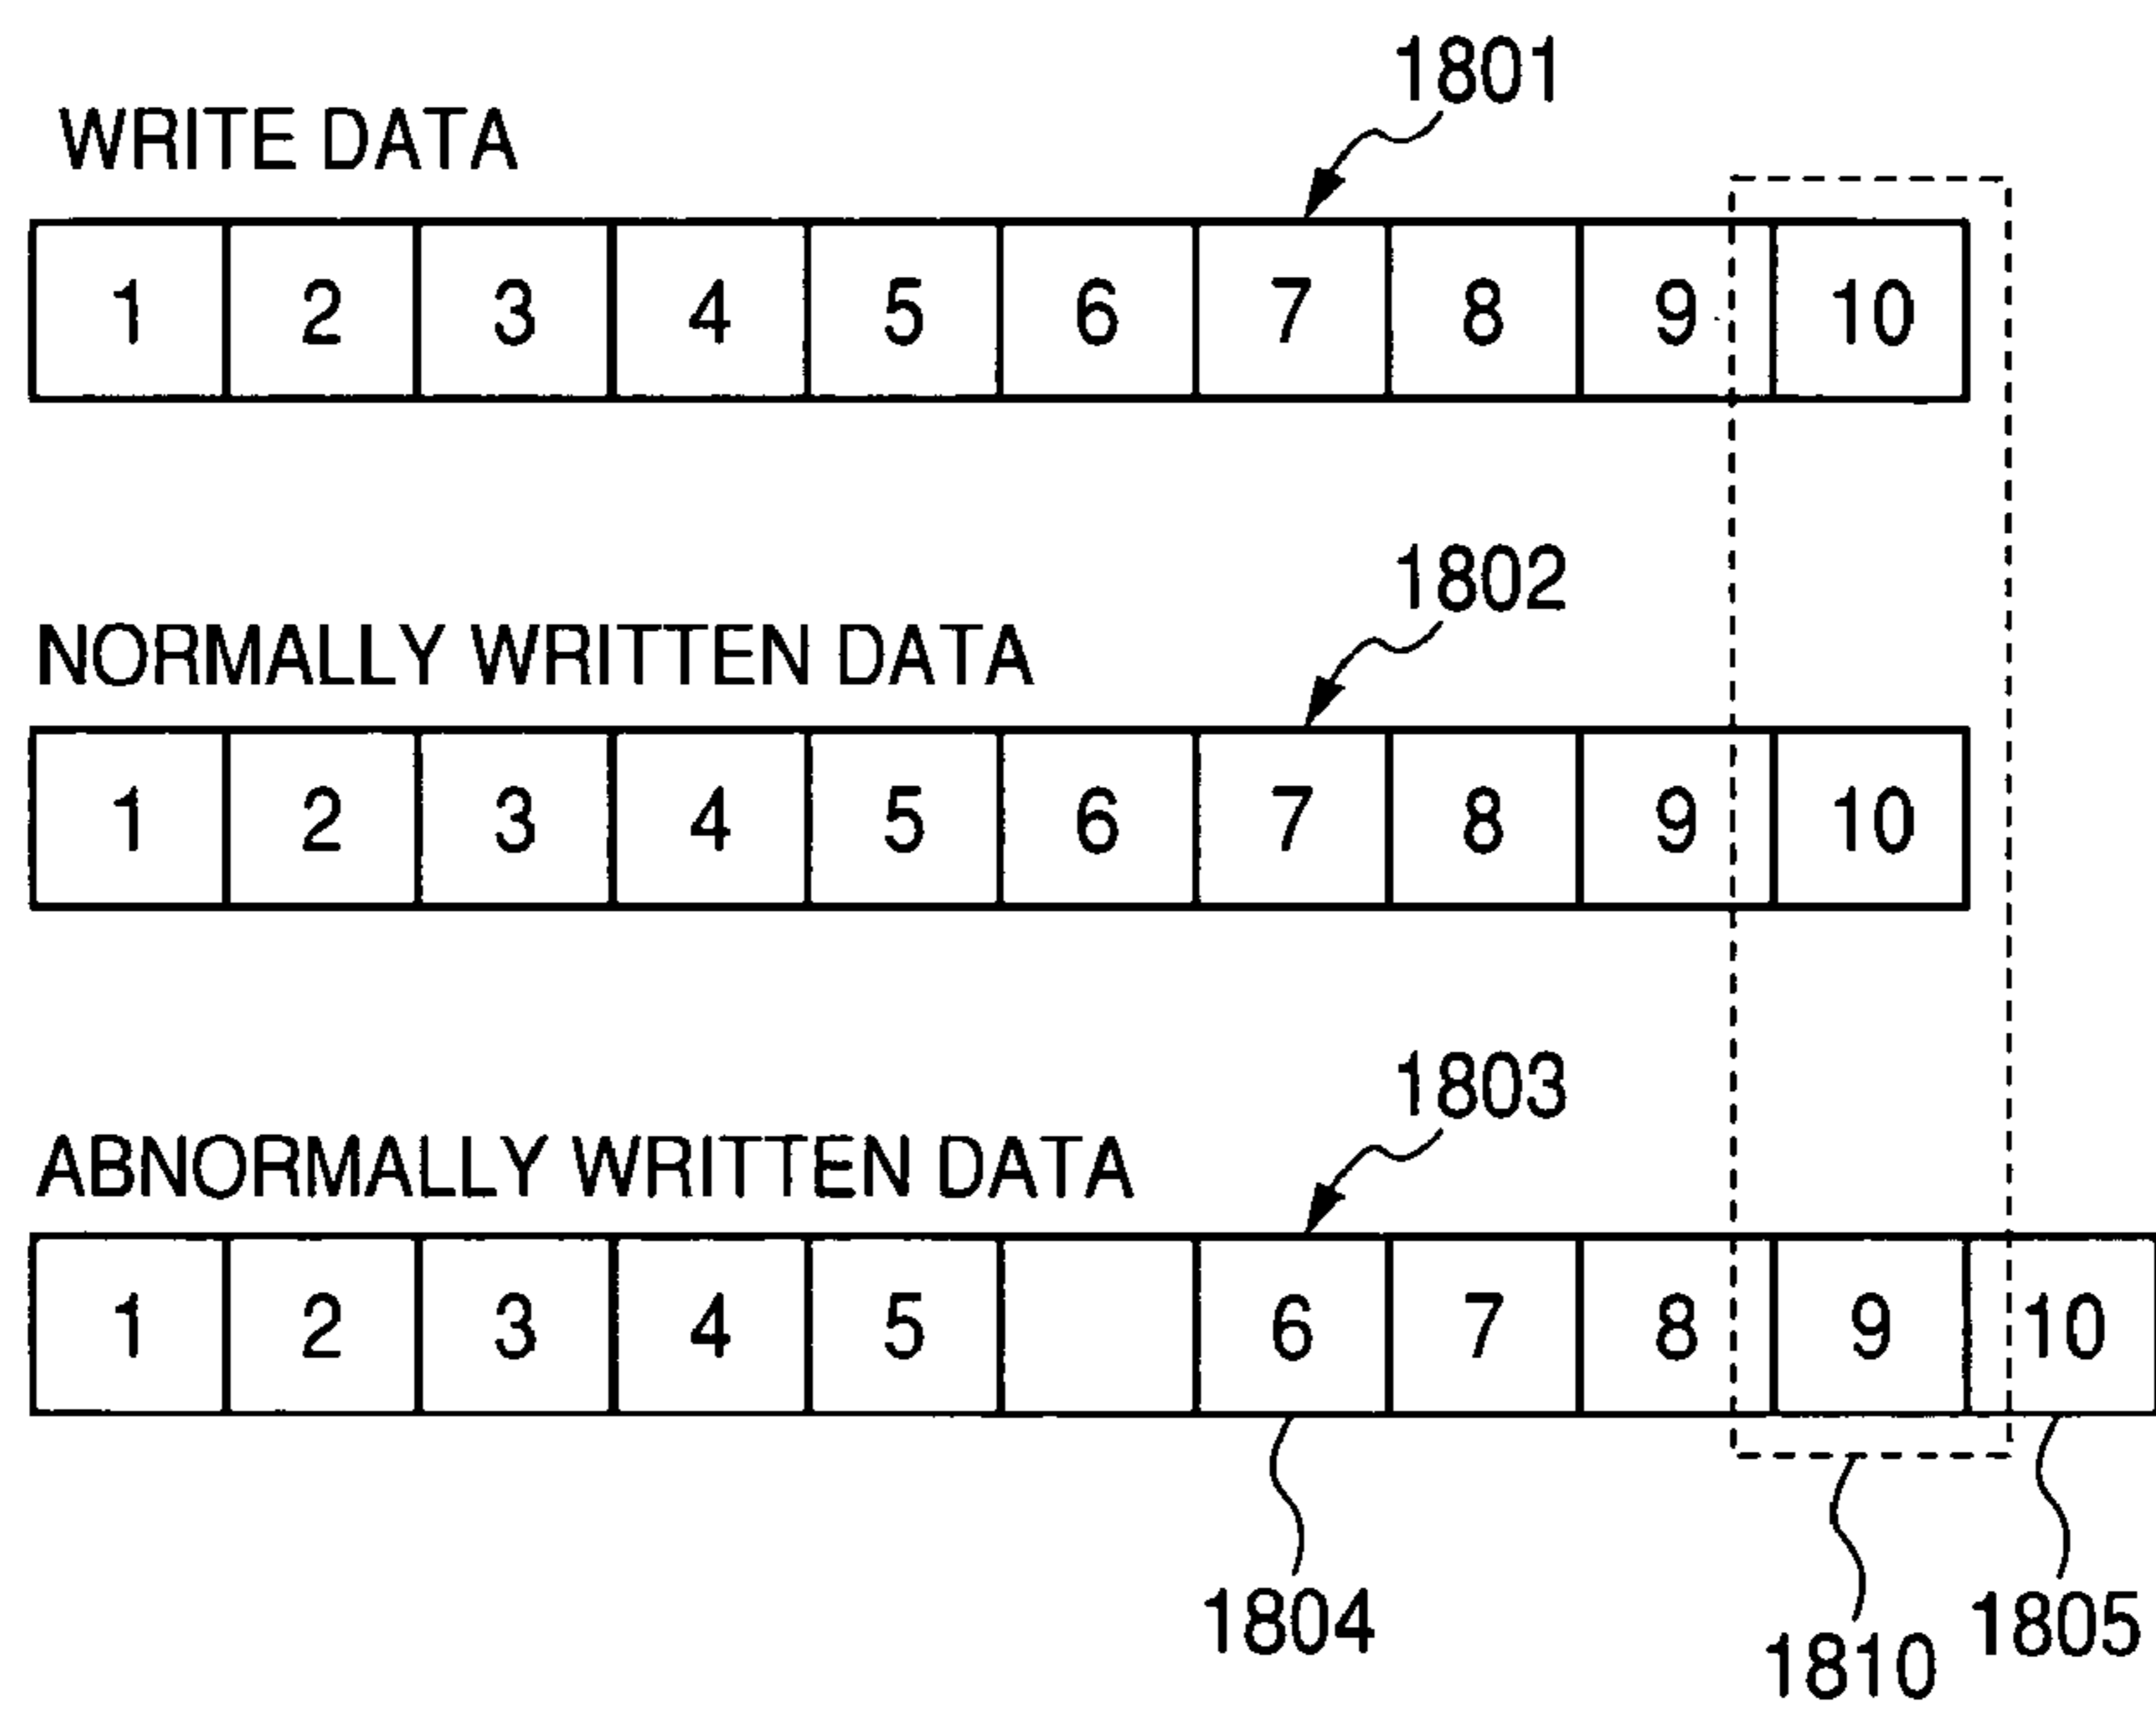 1801
WRITE DATA
1 2 3 4 5 6 7 8 9 10
1802
NORMALLY WRITTEN DATA
1 2 3 4 5 6 7 8 9 10
1803
ABNORMALLY WRITTEN DATA
1 2 3 4 5 6 7 8 9 10
1804
1810
1805